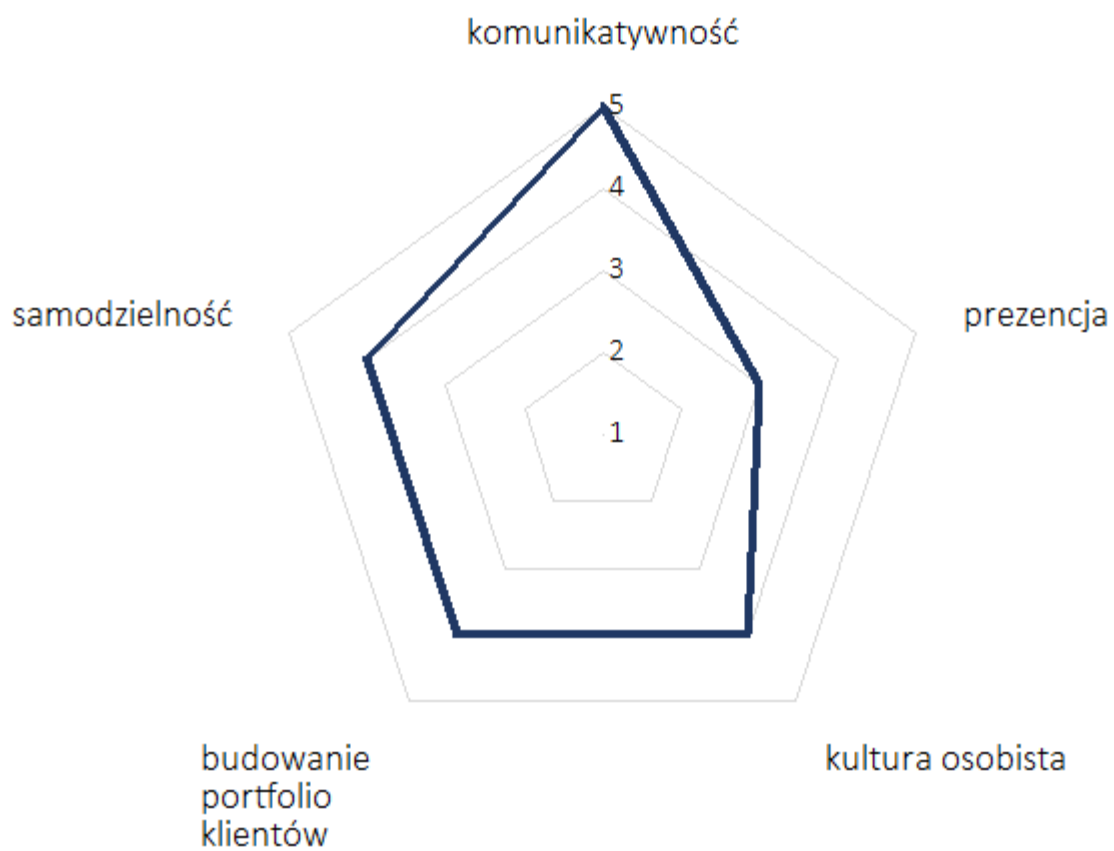 komunikatywność
5
4
3
2
1
samodzielność
prezencja
budowanie
portfolio
klientów
kultura osobista